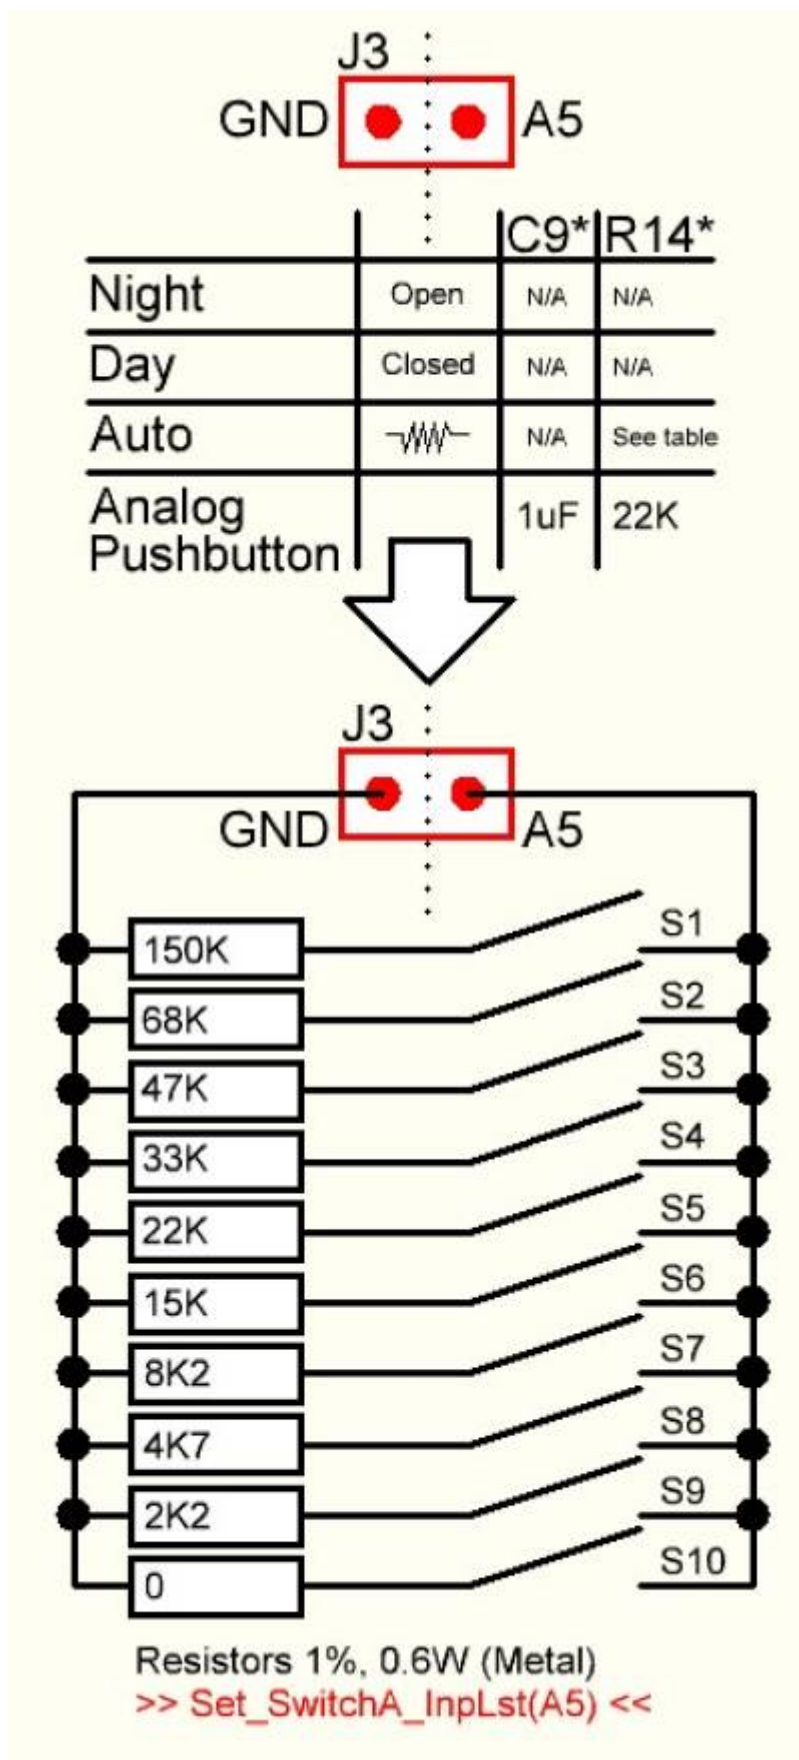 J3
GND A5
C9* R14*
Night Open N/A N/A
Day Closed N/A N/A
Auto N/A See table
Analog
Pushbutton 1uF 22K
J3
GND A5
150K S1
68K S2
47K S3
33K S4
22K S5
15K S6
8K2 S7
4K7 S8
2K2 S9
0 S10
Resistors 1%, 0.6W (Metal)
>> Set_SwitchA_InpLst(A5) <<